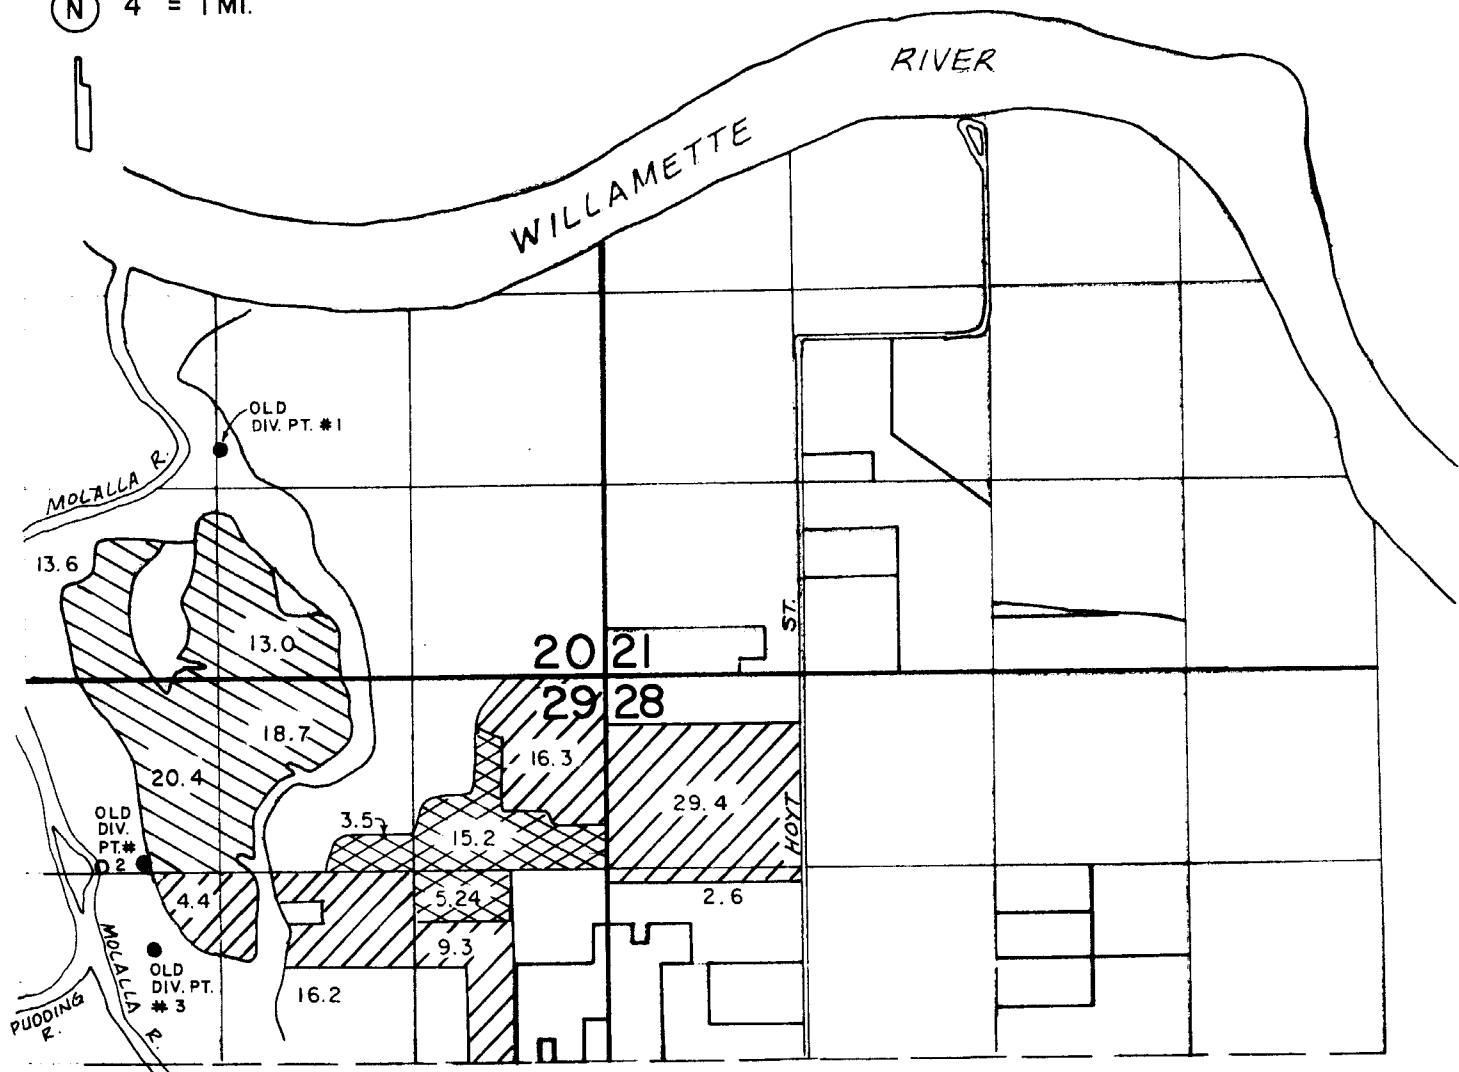 N 4" = 1 MI.
RIVER
WILLAMETTE
OLD
DIV. PT. #1
MOLALLA R.
13.6
13.0
ST.
20 21
29 28
18.7
16.3
20.4
29.4
HOYT
OLD
DIV.
PT.#
2
3.5
15.2
4.4
5.24
2.6
9.3
MOLALLA R.
OLD
DIV. PT.
#3
16.2
PUDDING
R.